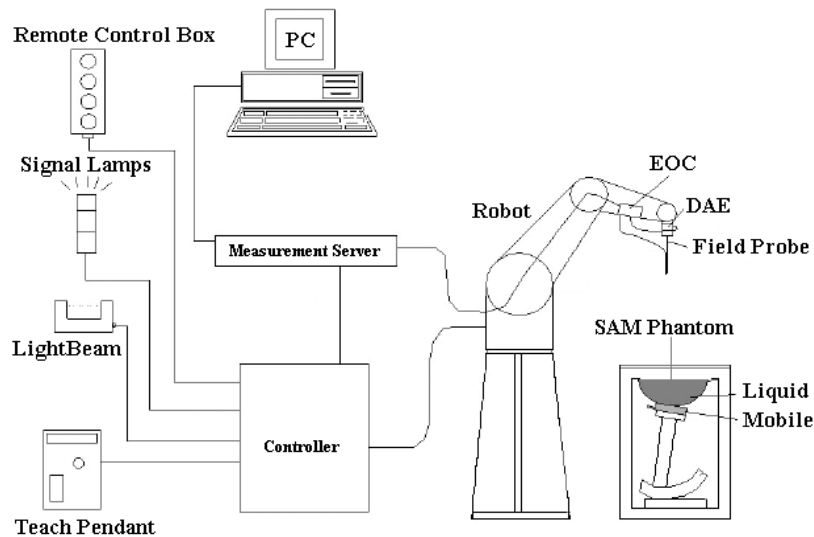 Remote Control Box
PC
Signal Lamps
EOC
Robot
DAE
Measurement Server
Field Probe
LightBeam
SAM Phantom
Liquid
Mobile
Controller
Teach Pendant